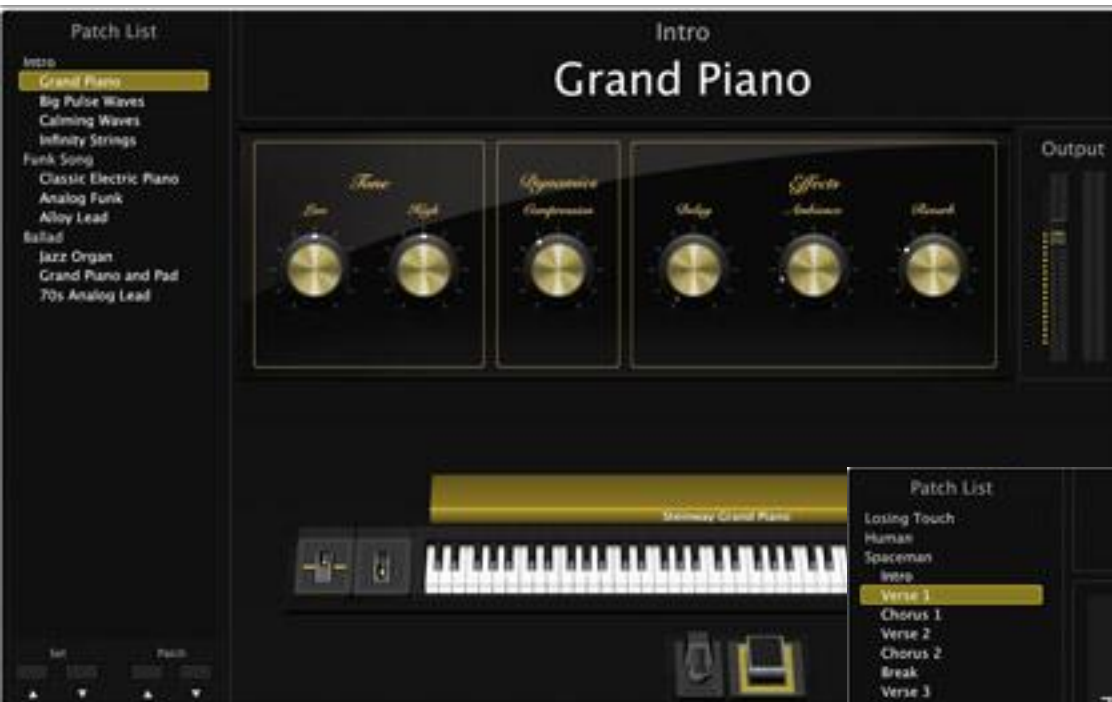 Patch List
Intro
Grand Piano
Big Pulse Waves
Calming Waves
Infinity Strings
Funk Song
Classic Electric Piano
Analog Funk
Alloy Lead
Ballad
Jazz Organ
Grand Piano and Pad
70s Analog Lead
Set
Patch
Intro
Grand Piano
Tone
Low
High
Dynamics
Compression
Effects
Delay
Ambience
Reverb
Output
Steinway Grand Piano
Patch List
Losing Touch
Human
Spaceman
Intro
Verse 1
Chorus 1
Verse 2
Chorus 2
Break
Verse 3